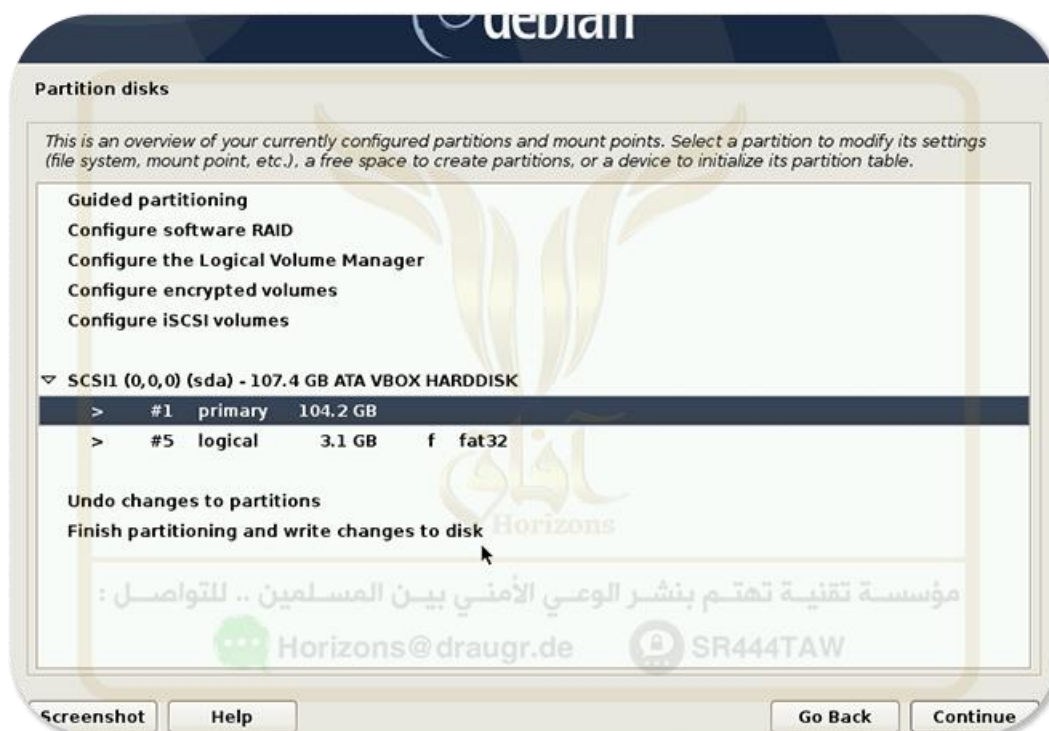 debian
Partition disks
This is an overview of your currently configured partitions and mount points. Select a partition to modify its settings
(file system, mount point, etc.), a free space to create partitions, or a device to initialize its partition table.
Guided partitioning
Configure software RAID
Configure the Logical Volume Manager
Configure encrypted volumes
Configure iSCSI volumes
SCSI1 (0,0,0) (sda) - 107.4 GB ATA VBOX HARDDISK
> #1 primary 104.2 GB
> #5 logical 3.1 GB f fat32
آفاق
Undo changes to partitions
Finish partitioning and write changes to disk
Horizons
مؤسسة تقنية تهتم بنشر الوعي الأمني بين المسلمين .. للتواصل :
Horizons@draugr.de SR444TAW
Screenshot Help Go Back Continue